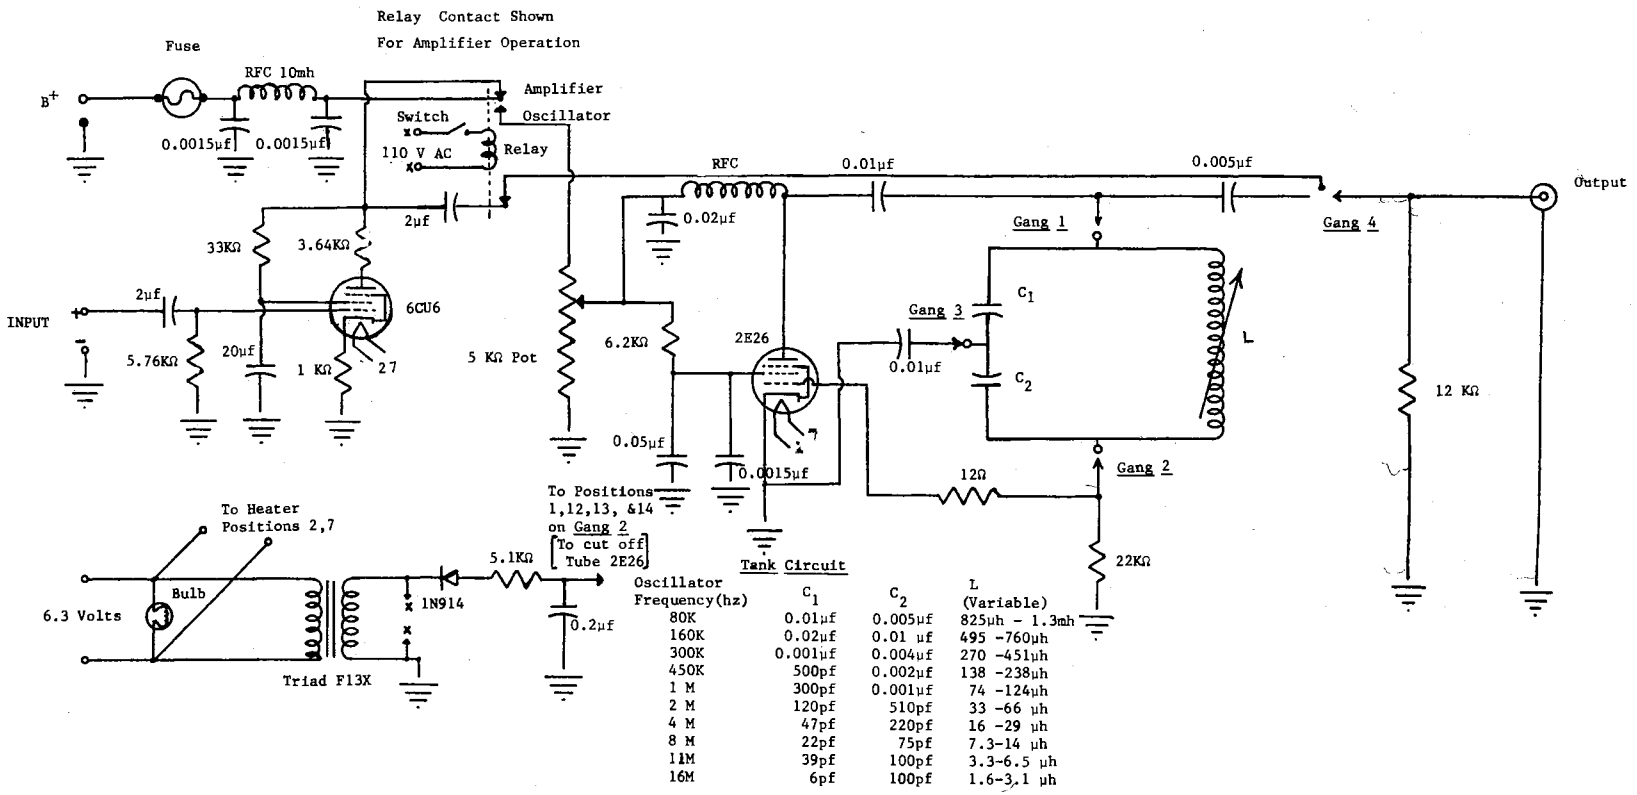 Relay Contact Shown
For Amplifier Operation
Fuse
RFC 10mh
B+
Amplifier
Oscillator
Switch
0.0015µf
0.0015µf
110 V AC
Relay
RFC
0.01µf
0.005µf
Output
2µf
0.02µf
Gang 1
Gang 4
33KΩ
3.64KΩ
2µf
6CU6
C1
INPUT
+
-
Gang 3
L
5.76KΩ
20µf
1 KΩ
27
5 KΩ Pot
6.2KΩ
2E26
0.01µf
C2
12 KΩ
7
2
0.05µf
0.0015µf
Gang 2
12Ω
To Heater
Positions 2,7
To Positions
1,12,13, &14
on Gang 2
[To cut off
Tube 2E26]
5.1KΩ
22KΩ
6.3 Volts
Bulb
1N914
0.2µf
Triad F13X
Tank Circuit
Oscillator C1 C2 L
Frequency(hz) (Variable)
80K 0.01µf 0.005µf 825µh - 1.3mh
160K 0.02µf 0.01 µf 495 -760µh
300K 0.001µf 0.004µf 270 -451µh
450K 500pf 0.002µf 138 -238µh
1 M 300pf 0.001µf 74 -124µh
2 M 120pf 510pf 33 -66 µh
4 M 47pf 220pf 16 -29 µh
8 M 22pf 75pf 7.3-14 µh
11M 39pf 100pf 3.3-6.5 µh
16M 6pf 100pf 1.6-3.1 µh